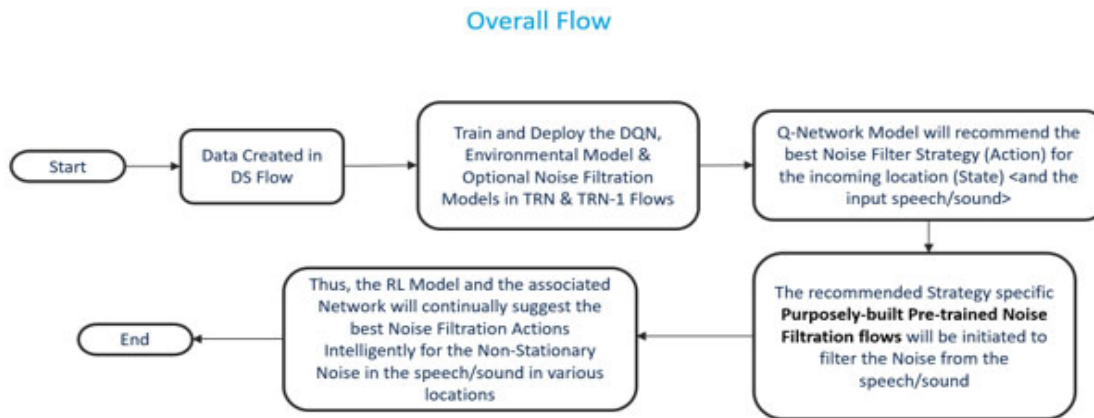 Overall Flow
Start
Data Created in
DS Flow
Train and Deploy the DQN,
Environmental Model &
Optional Noise Filtration
Models in TRN & TRN-1 Flows
Q-Network Model will recommend the
best Noise Filter Strategy (Action) for
the incoming location (State) <and the
input speech/sound>
The recommended Strategy specific
Purposely-built Pre-trained Noise
Filtration flows will be initiated to
filter the Noise from the
speech/sound
Thus, the RL Model and the associated
Network will continually suggest the
best Noise Filtration Actions
Intelligently for the Non-Stationary
Noise in the speech/sound in various
locations
End